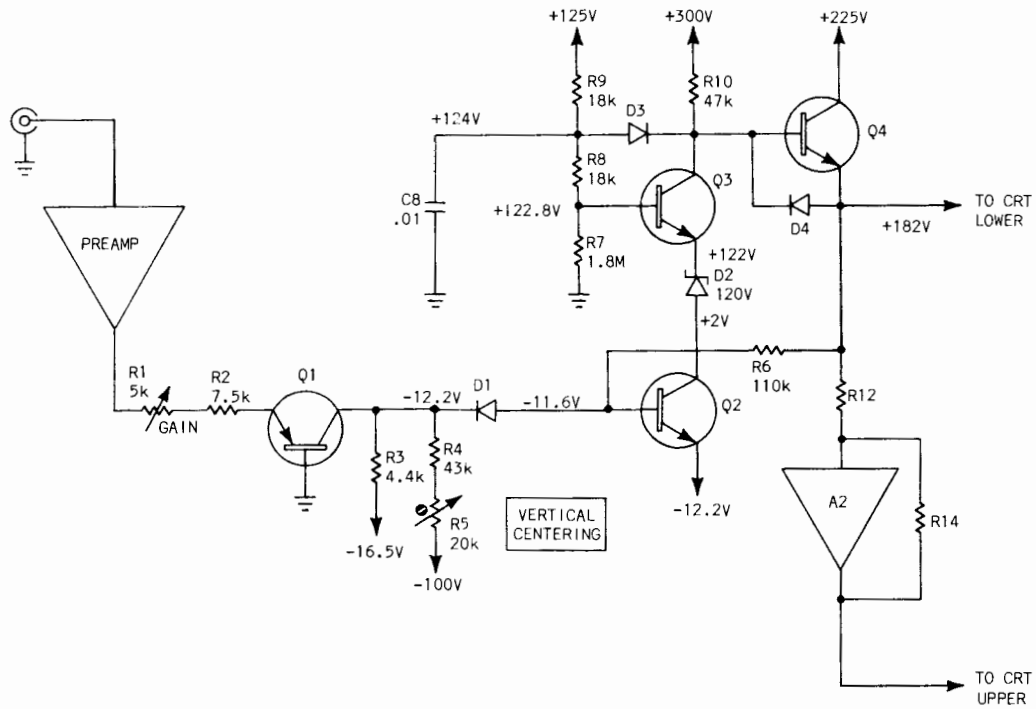 +125V
+300V
+225V
R9
18k
R10
47k
D3
+124V
Q4
R8
18k
Q3
C8
.01
+122.8V
D4
TO CRT
LOWER
+182V
PREAMP
R7
1.8M
+122V
D2
120V
+2V
R1
5k
GAIN
R2
7.5k
Q1
-12.2V
D1
-11.6V
R6
110k
Q2
R12
R3
4.4k
R4
43k
-16.5V
R5
20k
-100V
VERTICAL
CENTERING
-12.2V
A2
R14
TO CRT
UPPER